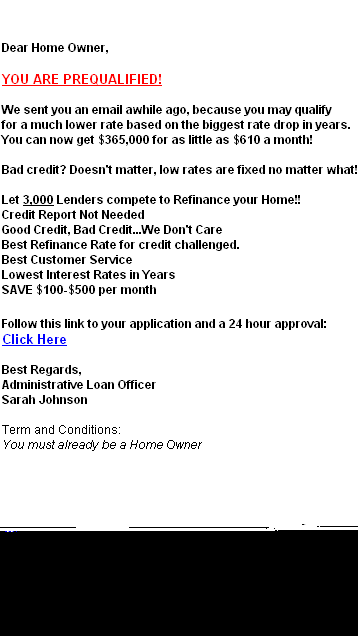 Dear Home Owner,
YOU ARE PREQUALIFIED!
We sent you an email awhile ago, because you may qualify
for a much lower rate based on the biggest rate drop in years.
You can now get $365,000 for as little as $610 a month!
Bad credit? Doesn't matter, low rates are fixed no matter what!
Let 3,000 Lenders compete to Refinance your Home!!
Credit Report Not Needed
Good Credit, Bad Credit...We Don't Care
Best Refinance Rate for credit challenged.
Best Customer Service
Lowest Interest Rates in Years
SAVE $100-$500 per month
Follow this link to your application and a 24 hour approval:
Click Here
Best Regards,
Administrative Loan Officer
Sarah Johnson
Term and Conditions:
You must already be a Home Owner